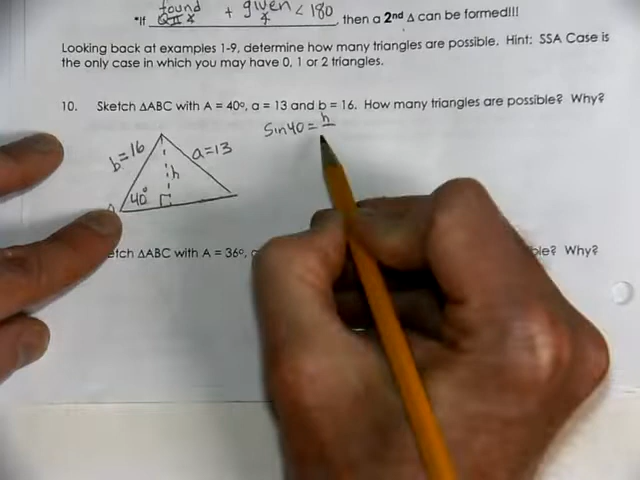 found
QII ∡ + given ∡ < 180
*If , then a 2nd Δ can be formed!!!
Looking back at examples 1-9, determine how many triangles are possible. Hint: SSA Case is
the only case in which you may have 0, 1 or 2 triangles.
10. Sketch ΔABC with A = 40°, a = 13 and b = 16. How many triangles are possible? Why?
sin40 = h
b=16
a=13
h
40°
etch ΔABC with A = 36°, ble? Why?